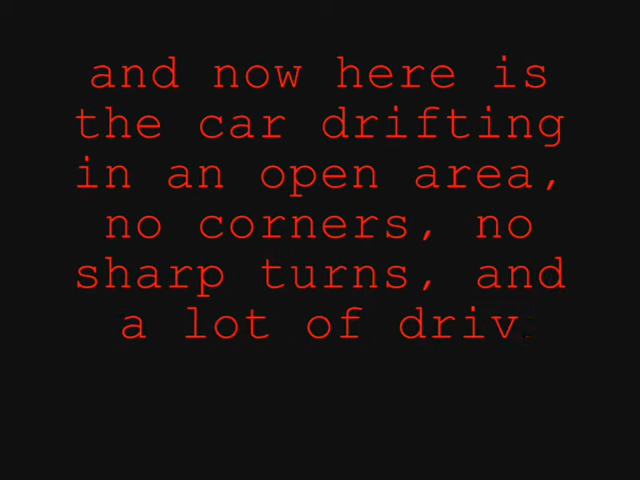 and now here is
the car drifting
in an open area,
no corners, no
sharp turns, and
a lot of driv